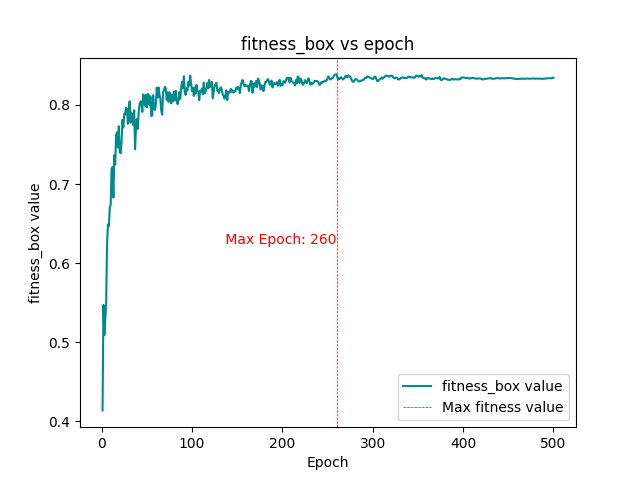 fitness_box vs epoch
fitness_box value
0.8
0.7
0.6
0.5
0.4
Max Epoch: 260
fitness_box value
Max fitness value
0
100
200
300
400
500
Epoch